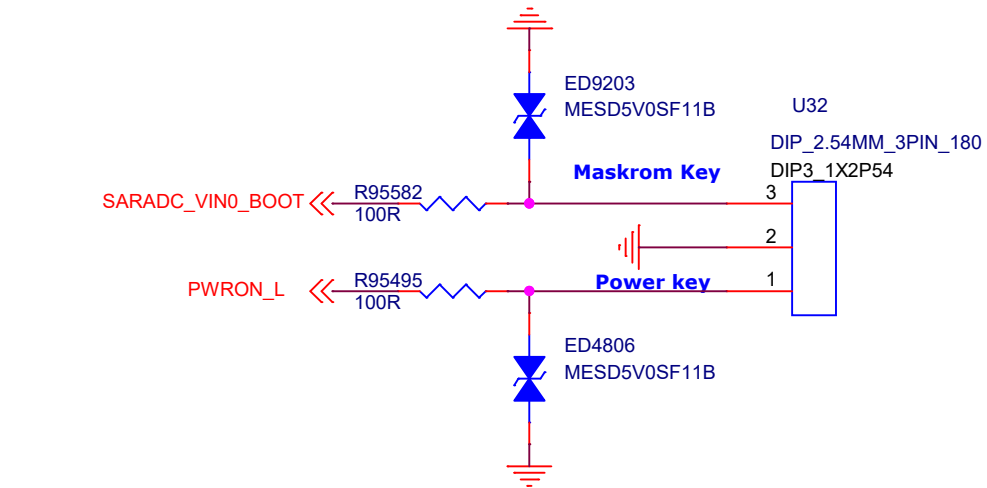 ED9203
MESD5V0SF11B
U32
DIP_2.54MM_3PIN_180
DIP3_1X2P54
Maskrom Key
SARADC_VIN0_BOOT
R95582
100R
3
2
Power key
PWRON_L
R95495
100R
1
ED4806
MESD5V0SF11B